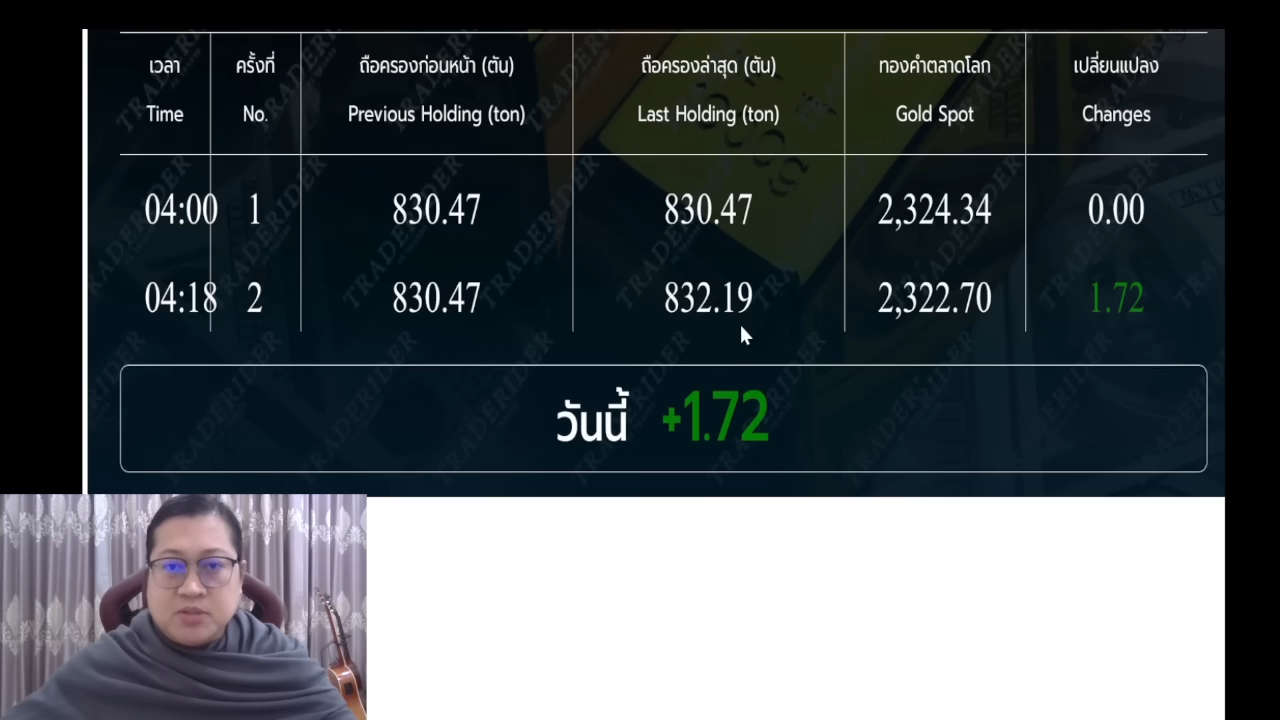 เวลา ครั้งที่ ถือครองก่อนหน้า (ตัน) ถือครองล่าสุด (ตัน) ทองคำตลาดโลก เปลี่ยนแปลง
Time No. Previous Holding (ton) Last Holding (ton) Gold Spot Changes
04:00 1 830.47 830.47 2,324.34 0.00
04:18 2 830.47 832.19 2,322.70 1.72
วันนี้ +1.72
TRADERIDER